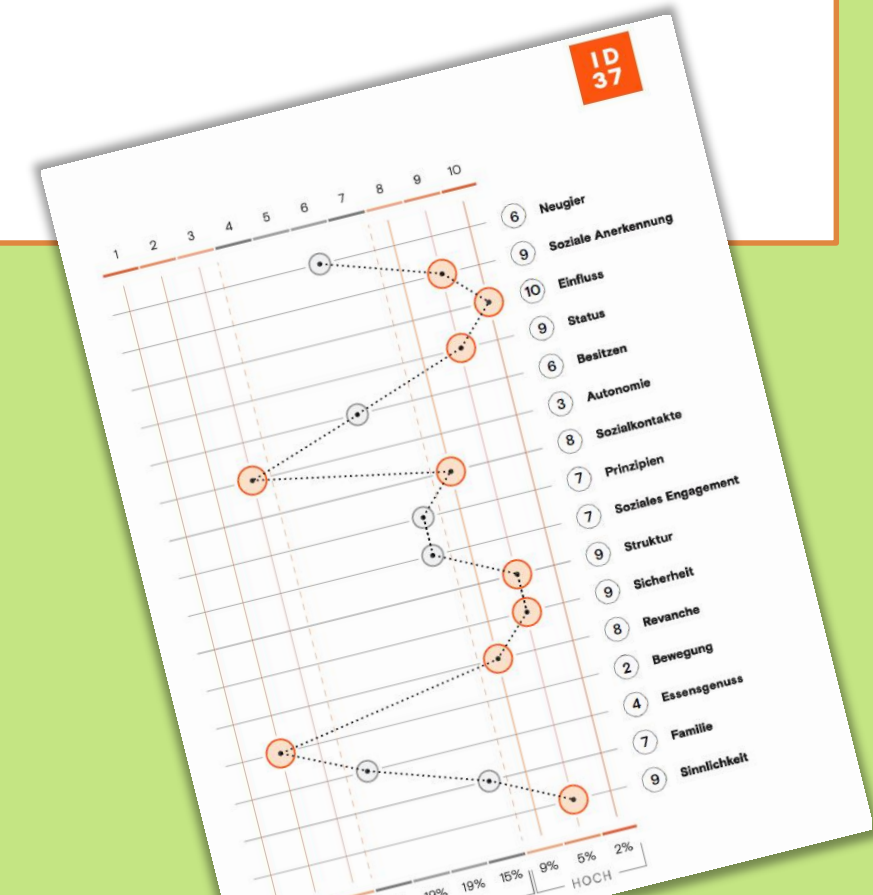 ID
37
1 2 3 4 5 6 7 8 9 10
6 Neugier
9 Soziale Anerkennung
10 Einfluss
9 Status
6 Besitzen
3 Autonomie
8 Sozialkontakte
7 Prinzipien
7 Soziales Engagement
9 Struktur
9 Sicherheit
8 Revanche
2 Bewegung
4 Essensgenuss
7 Familie
9 Sinnlichkeit
19% 15% 9% 5% 2%
HOCH